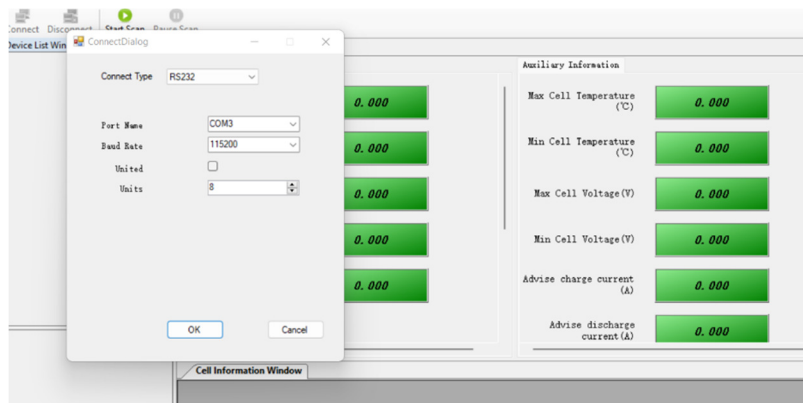 Connect Disconnect Start Scan Pause Scan
Device List Win
ConnectDialog
Connect Type RS232
Port Name COM3
Baud Rate 115200
United
Units 8
OK Cancel
0.000
0.000
0.000
0.000
0.000
Auxiliary Information
Max Cell Temperature
(℃) 0.000
Min Cell Temperature
(℃) 0.000
Max Cell Voltage(V) 0.000
Min Cell Voltage(V) 0.000
Advise charge current
(A) 0.000
Advise discharge
current(A) 0.000
Cell Information Window